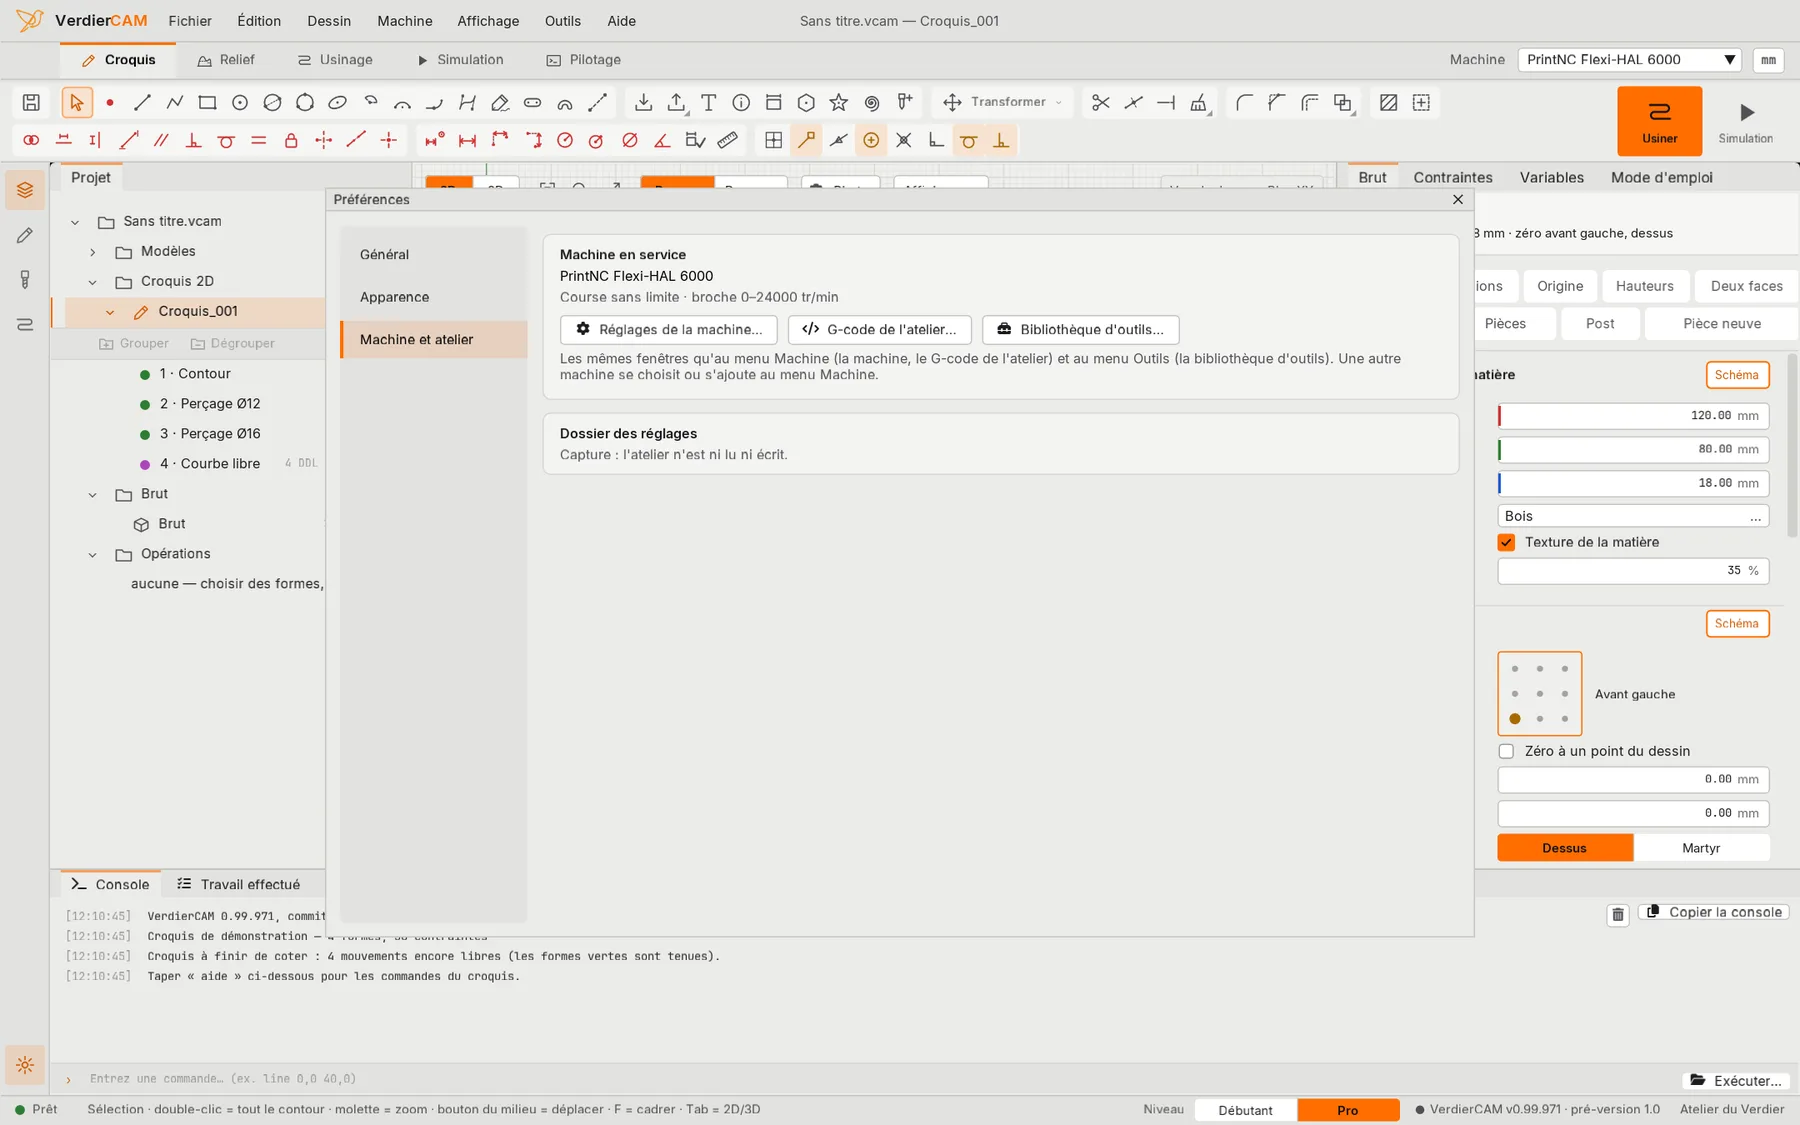 VerdierCAM Fichier Édition Dessin Machine Affichage Outils Aide Sans titre.vcam — Croquis_001
Croquis Relief Usinage Simulation Pilotage Machine PrintNC Flexi-HAL 6000 mm
Transformer
Usiner Simulation
Projet Brut Contraintes Variables Mode d'emploi
Préférences
Sans titre.vcam
Modèles
Croquis 2D
Croquis_001
Grouper Dégrouper
1 · Contour
2 · Perçage Ø12
3 · Perçage Ø16
4 · Courbe libre 4 DDL
Brut
Brut
Opérations
aucune — choisir des formes,
Général
Apparence
Machine et atelier
Machine en service
PrintNC Flexi-HAL 6000
Course sans limite · broche 0–24000 tr/min
Réglages de la machine... G-code de l'atelier... Bibliothèque d'outils...
Les mêmes fenêtres qu'au menu Machine (la machine, le G-code de l'atelier) et au menu Outils (la bibliothèque d'outils). Une autre
machine se choisit ou s'ajoute au menu Machine.
Dossier des réglages
Capture : l'atelier n'est ni lu ni écrit.
mm · zéro avant gauche, dessus
Origine Hauteurs Deux faces
Pièces Post Pièce neuve
Schéma
120.00 mm
80.00 mm
18.00 mm
Bois ...
Texture de la matière
35 %
Schéma
Avant gauche
Zéro à un point du dessin
0.00 mm
0.00 mm
Dessus Martyr
Console Travail effectué
Copier la console
[12:10:45] VerdierCAM 0.99.971, commit
[12:10:45] Croquis de démonstration —
[12:10:45] Croquis à finir de coter : 4 mouvements encore libres (les formes vertes sont tenues).
[12:10:45] Taper « aide » ci-dessous pour les commandes du croquis.
› Entrez une commande… (ex. line 0,0 40,0) Exécuter...
Prêt Sélection · double-clic = tout le contour · molette = zoom · bouton du milieu = déplacer · F = cadrer · Tab = 2D/3D Niveau Débutant Pro VerdierCAM v0.99.971 · pré-version 1.0 Atelier du Verdier